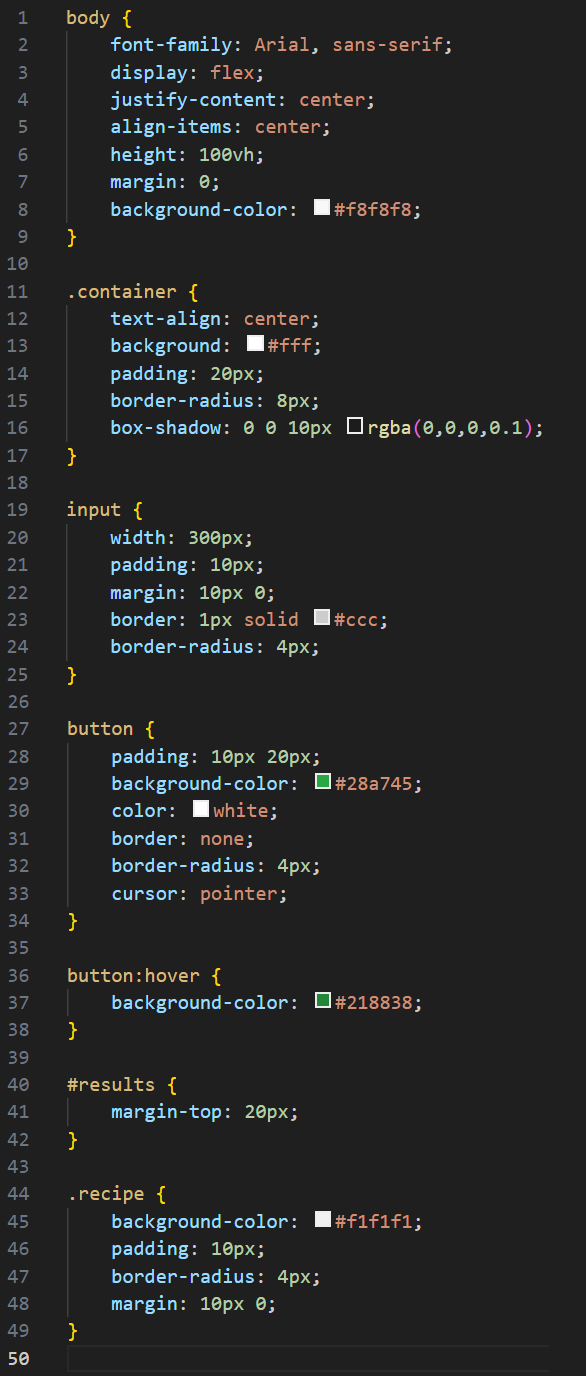 1 body {
2     font-family: Arial, sans-serif;
3     display: flex;
4     justify-content: center;
5     align-items: center;
6     height: 100vh;
7     margin: 0;
8     background-color: #f8f8f8;
9 }
10
11 .container {
12     text-align: center;
13     background: #fff;
14     padding: 20px;
15     border-radius: 8px;
16     box-shadow: 0 0 10px rgba(0,0,0,0.1);
17 }
18
19 input {
20     width: 300px;
21     padding: 10px;
22     margin: 10px 0;
23     border: 1px solid #ccc;
24     border-radius: 4px;
25 }
26
27 button {
28     padding: 10px 20px;
29     background-color: #28a745;
30     color: white;
31     border: none;
32     border-radius: 4px;
33     cursor: pointer;
34 }
35
36 button:hover {
37     background-color: #218838;
38 }
39
40 #results {
41     margin-top: 20px;
42 }
43
44 .recipe {
45     background-color: #f1f1f1;
46     padding: 10px;
47     border-radius: 4px;
48     margin: 10px 0;
49 }
50